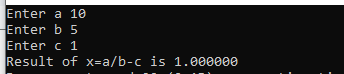 Enter a 10
Enter b 5
Enter c 1
Result of x=a/b-c is 1.000000